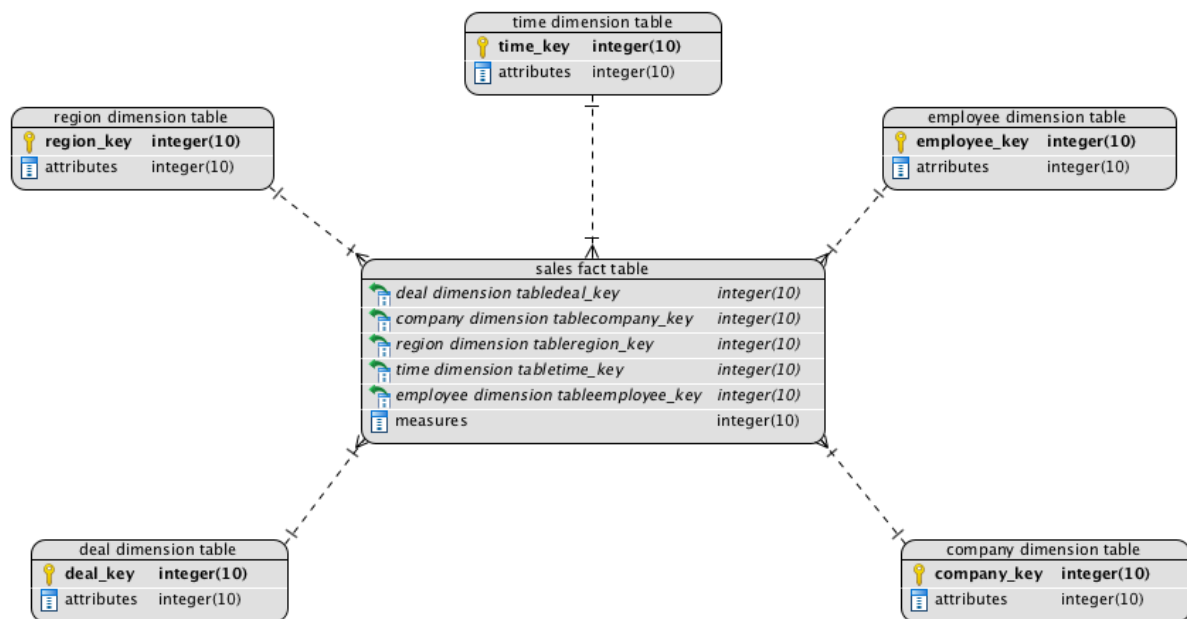 time dimension table
time_key integer(10)
attributes integer(10)
region dimension table
region_key integer(10)
attributes integer(10)
employee dimension table
employee_key integer(10)
atrributes integer(10)
sales fact table
deal dimension tabledeal_key integer(10)
company dimension tablecompany_key integer(10)
region dimension tableregion_key integer(10)
time dimension tabletime_key integer(10)
employee dimension tableemployee_key integer(10)
measures integer(10)
deal dimension table
deal_key integer(10)
attributes integer(10)
company dimension table
company_key integer(10)
attributes integer(10)